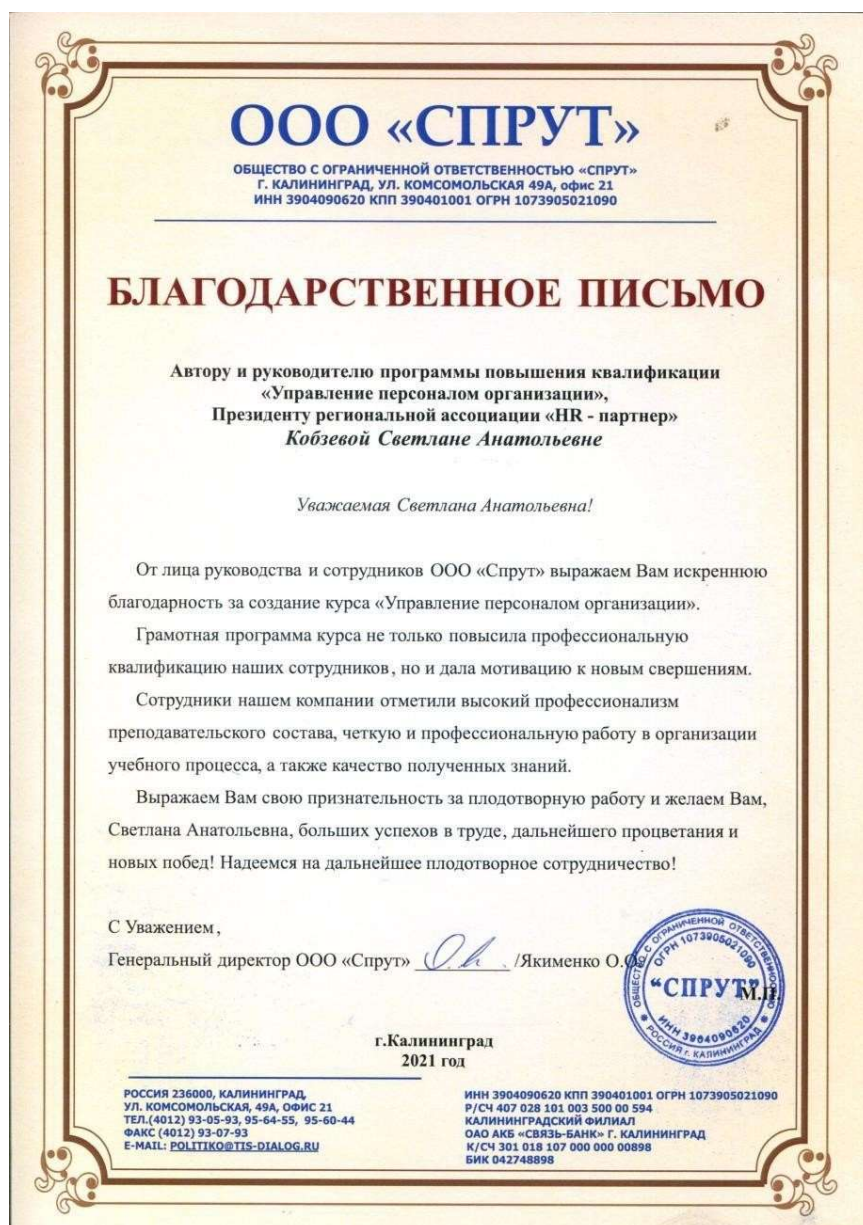 ООО «СПРУТ»
ОБЩЕСТВО С ОГРАНИЧЕННОЙ ОТВЕТСТВЕННОСТЬЮ «СПРУТ»
Г. КАЛИНИНГРАД, УЛ. КОМСОМОЛЬСКАЯ 49А, офис 21
ИНН 3904090620 КПП 390401001 ОГРН 1073905021090
БЛАГОДАРСТВЕННОЕ ПИСЬМО
Автору и руководителю программы повышения квалификации
«Управление персоналом организации»,
Президенту региональной ассоциации «HR - партнер»
Кобзевой Светлане Анатольевне
Уважаемая Светлана Анатольевна!
От лица руководства и сотрудников ООО «Спрут» выражаем Вам искреннюю
благодарность за создание курса «Управление персоналом организации».
Грамотная программа курса не только повысила профессиональную
квалификацию наших сотрудников, но и дала мотивацию к новым свершениям.
Сотрудники нашем компании отметили высокий профессионализм
преподавательского состава, четкую и профессиональную работу в организации
учебного процесса, а также качество полученных знаний.
Выражаем Вам свою признательность за плодотворную работу и желаем Вам,
Светлана Анатольевна, больших успехов в труде, дальнейшего процветания и
новых побед! Надеемся на дальнейшее плодотворное сотрудничество!
С Уважением,
Генеральный директор ООО «Спрут» /Якименко О.О.
ОБЩЕСТВО С ОГРАНИЧЕННОЙ ОТВЕТСТВЕННОСТЬЮ
ОГРН 1073905021090
"СПРУТ"
М.П.
ИНН 3904090620
РОССИЯ г. КАЛИНИНГРАД
г.Калининград
2021 год
РОССИЯ 236000, КАЛИНИНГРАД,
УЛ. КОМСОМОЛЬСКАЯ, 49А, ОФИС 21
ТЕЛ.(4012) 93-05-93, 95-64-55, 95-60-44
ФАКС (4012) 93-07-93
E-MAIL: POLITIKO@TIS-DIALOG.RU
ИНН 3904090620 КПП 390401001 ОГРН 1073905021090
Р/СЧ 407 028 101 003 500 00 594
КАЛИНИНГРАДСКИЙ ФИЛИАЛ
ОАО АКБ «СВЯЗЬ-БАНК» Г. КАЛИНИНГРАД
К/СЧ 301 018 107 000 000 00898
БИК 042748898